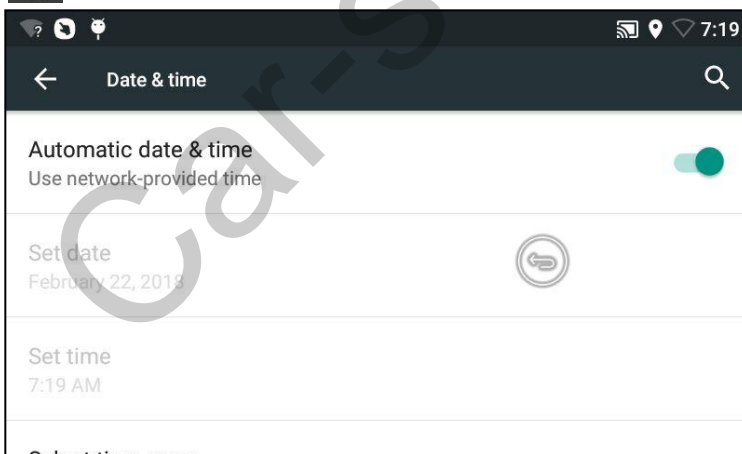 7:19
Date & time
Automatic date & time
Use network-provided time
Set date
February 22, 2018
Set time
7:19 AM
Car-s